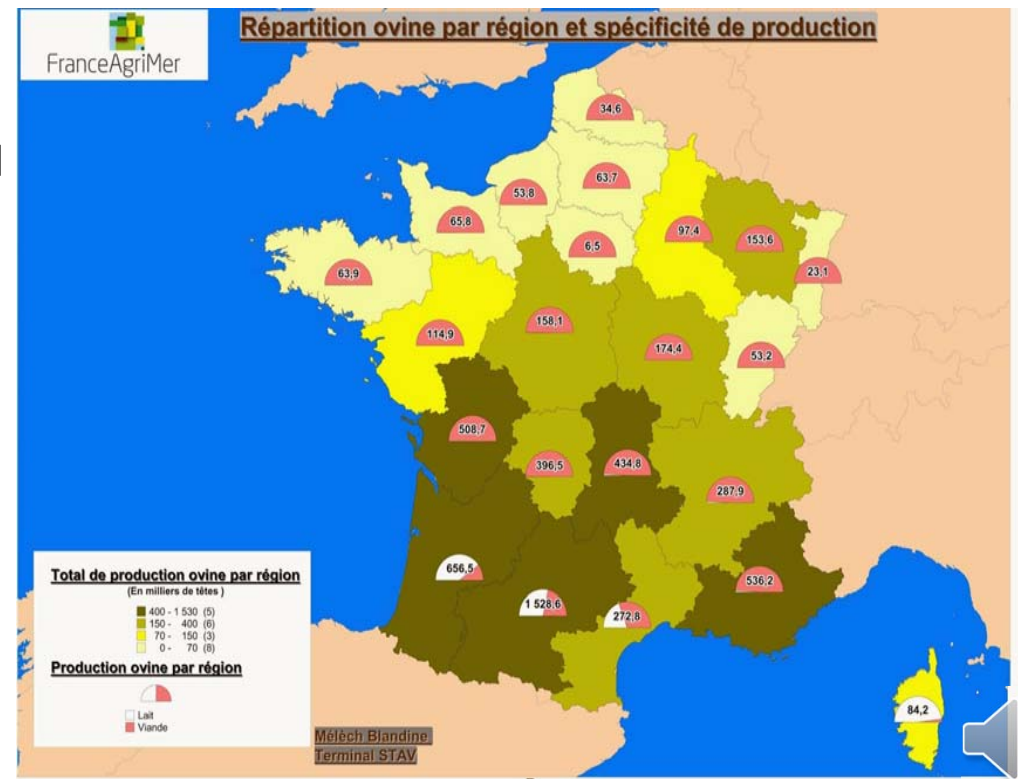 FranceAgriMer
Répartition ovine par région et spécificité de production
34,6
63,7
53,8
65,8
6,5
97,4
153,6
23,1
63,9
114,9
158,1
174,4
53,2
508,7
396,5
434,8
287,9
656,5
1 528,6
272,8
536,2
84,2
Total de production ovine par région
(En milliers de têtes )
400 - 1 530 (5)
150 - 400 (6)
70 - 150 (3)
0 - 70 (8)
Production ovine par région
Lait
Viande
Mélèch Blandine
Terminal STAV